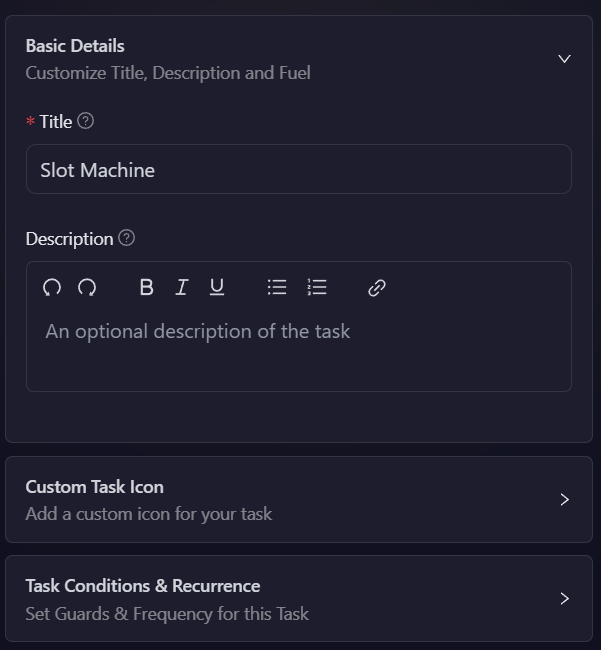 Basic Details
Customize Title, Description and Fuel
* Title
Slot Machine
Description
B I U
An optional description of the task
Custom Task Icon
Add a custom icon for your task
Task Conditions & Recurrence
Set Guards & Frequency for this Task